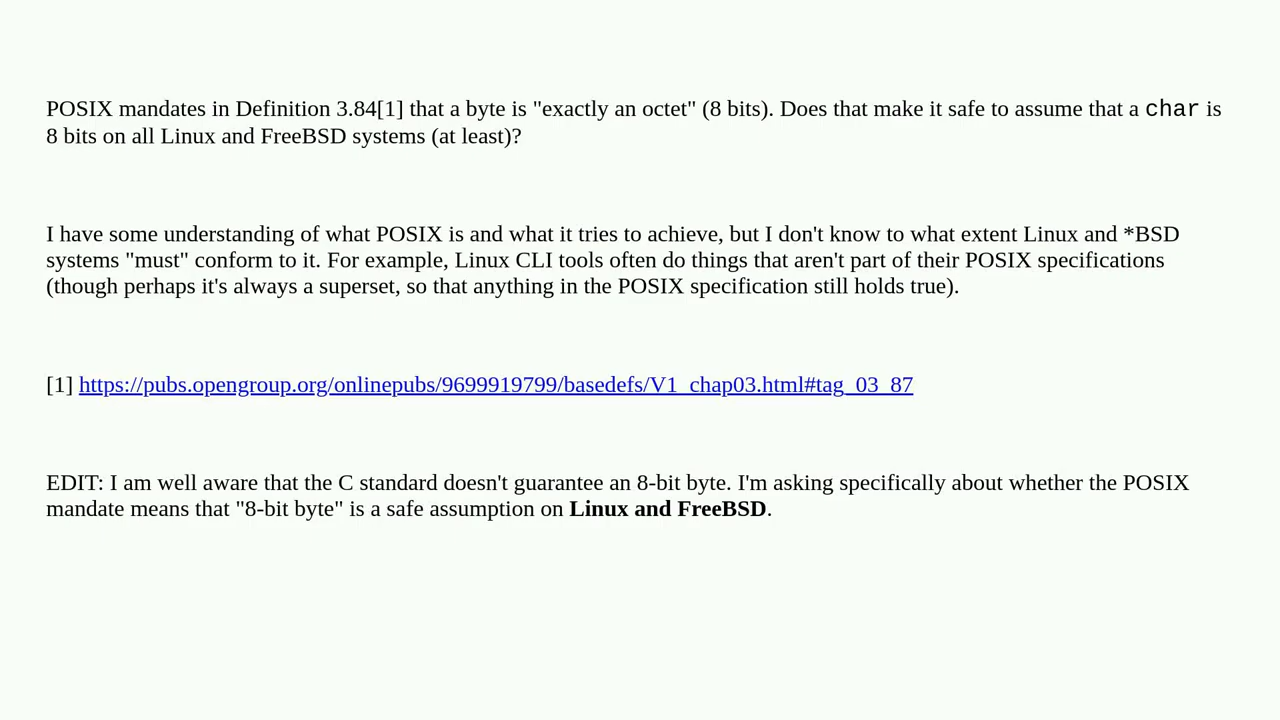 POSIX mandates in Definition 3.84[1] that a byte is "exactly an octet" (8 bits). Does that make it safe to assume that a char is
8 bits on all Linux and FreeBSD systems (at least)?
I have some understanding of what POSIX is and what it tries to achieve, but I don't know to what extent Linux and *BSD
systems "must" conform to it. For example, Linux CLI tools often do things that aren't part of their POSIX specifications
(though perhaps it's always a superset, so that anything in the POSIX specification still holds true).
[1] https://pubs.opengroup.org/onlinepubs/9699919799/basedefs/V1_chap03.html#tag_03_87
EDIT: I am well aware that the C standard doesn't guarantee an 8-bit byte. I'm asking specifically about whether the POSIX
mandate means that "8-bit byte" is a safe assumption on Linux and FreeBSD.